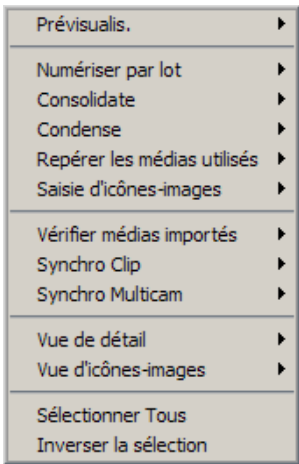 Prévisualis.
Numériser par lot
Consolidate
Condense
Repérer les médias utilisés
Saisie d'icônes-images
Vérifier médias importés
Synchro Clip
Synchro Multicam
Vue de détail
Vue d'icônes-images
Sélectionner Tous
Inverser la sélection